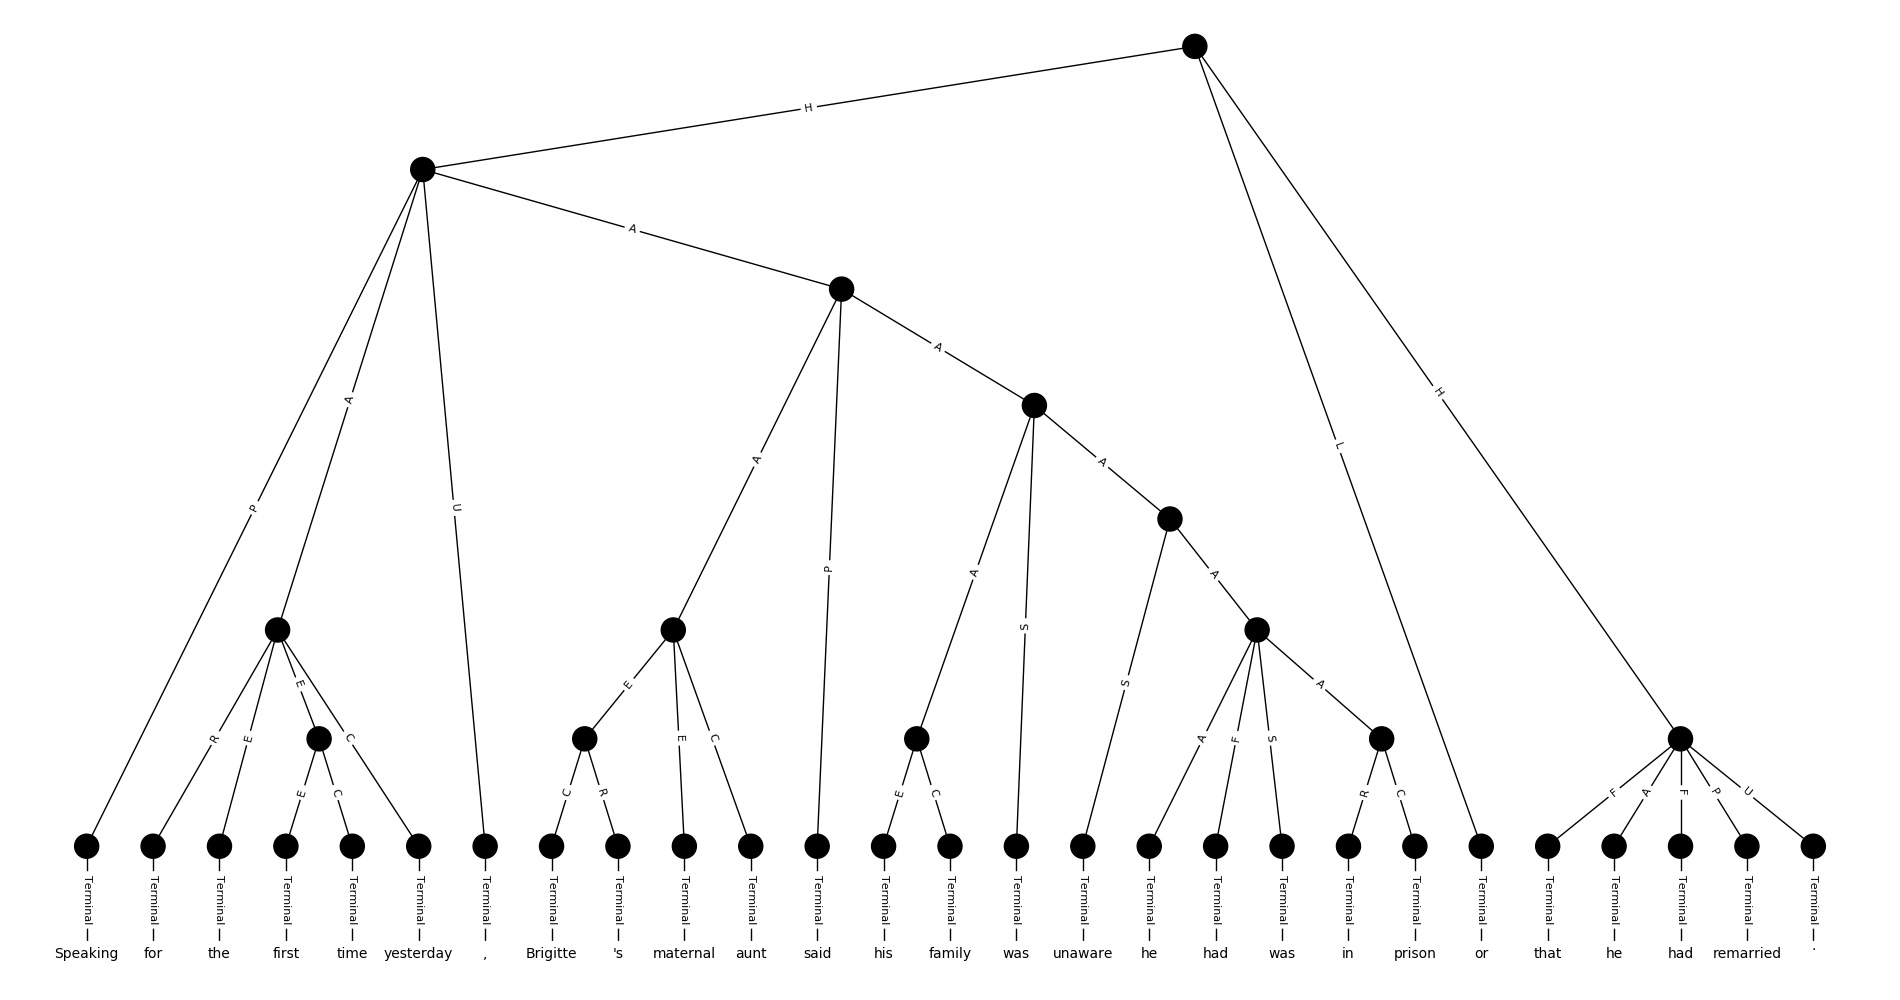 H
A
A
H
A
L
A
A
P
U
P
A
A
S
A
S
E
E
A
R
E
C
E
C
A
F
S
E
C
C
R
E
C
R
C
F
A
F
P
U
Terminal Terminal Terminal Terminal Terminal Terminal Terminal Terminal Terminal Terminal Terminal Terminal Terminal Terminal Terminal Terminal Terminal Terminal Terminal Terminal Terminal Terminal Terminal Terminal Terminal Terminal Terminal
Speaking for the first time yesterday , Brigitte 's maternal aunt said his family was unaware he had was in prison or that he had remarried .